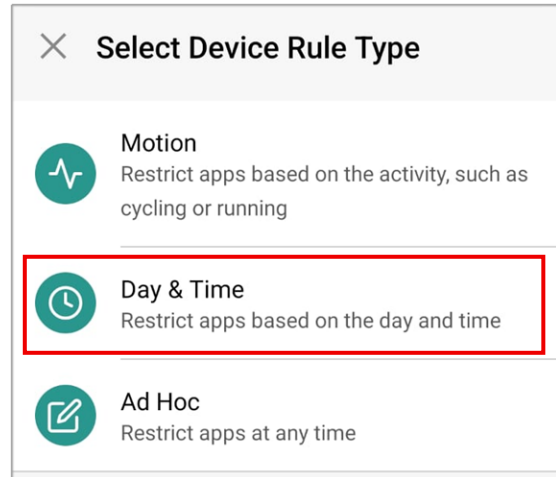 Select Device Rule Type
Motion
Restrict apps based on the activity, such as
cycling or running
Day & Time
Restrict apps based on the day and time
Ad Hoc
Restrict apps at any time